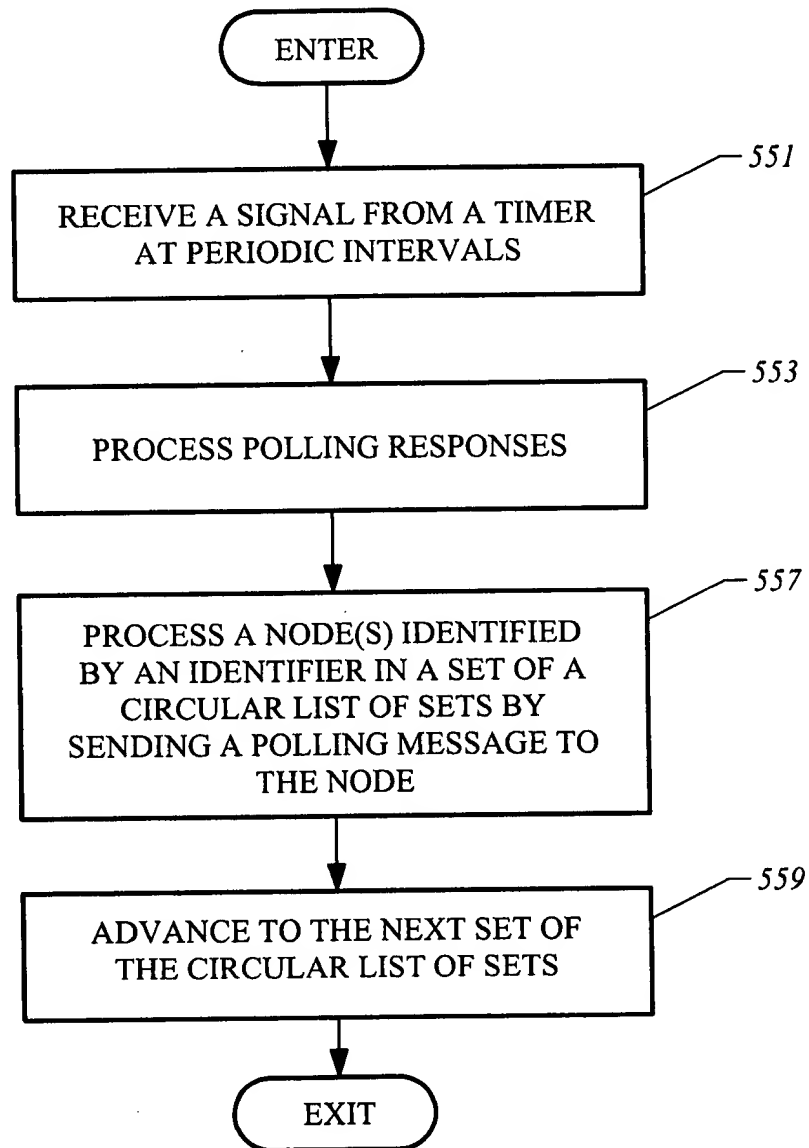 ENTER
551
RECEIVE A SIGNAL FROM A TIMER
AT PERIODIC INTERVALS
553
PROCESS POLLING RESPONSES
557
PROCESS A NODE(S) IDENTIFIED
BY AN IDENTIFIER IN A SET OF A
CIRCULAR LIST OF SETS BY
SENDING A POLLING MESSAGE TO
THE NODE
559
ADVANCE TO THE NEXT SET OF
THE CIRCULAR LIST OF SETS
EXIT